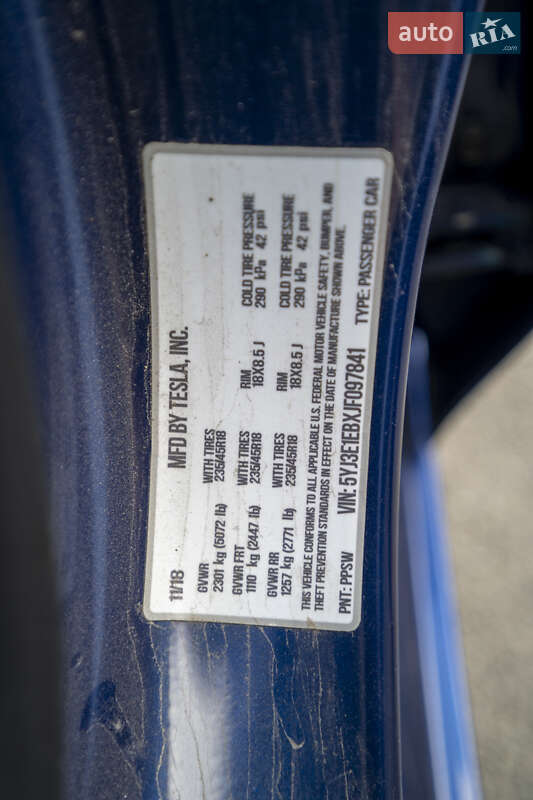 auto RIA
.com
11/18 MFD BY TESLA, INC.
GVWR WITH TIRES
2301 kg (5072 lb) 235/45R18
GVWR FRT WITH TIRES RIM COLD TIRE PRESSURE
1110 kg (2447 lb) 235/45R18 18X8.5 J 290 kPa 42 psi
GVWR RR WITH TIRES RIM COLD TIRE PRESSURE
1257 kg (2771 lb) 235/45R18 18X8.5 J 290 kPa 42 psi
THIS VEHICLE CONFORMS TO ALL APPLICABLE U.S. FEDERAL MOTOR VEHICLE SAFETY, BUMPER, AND
THEFT PREVENTION STANDARDS IN EFFECT ON THE DATE OF MANUFACTURE SHOWN ABOVE.
PNT: PPSW VIN: 5YJ3E1EBXJF097841 TYPE: PASSENGER CAR